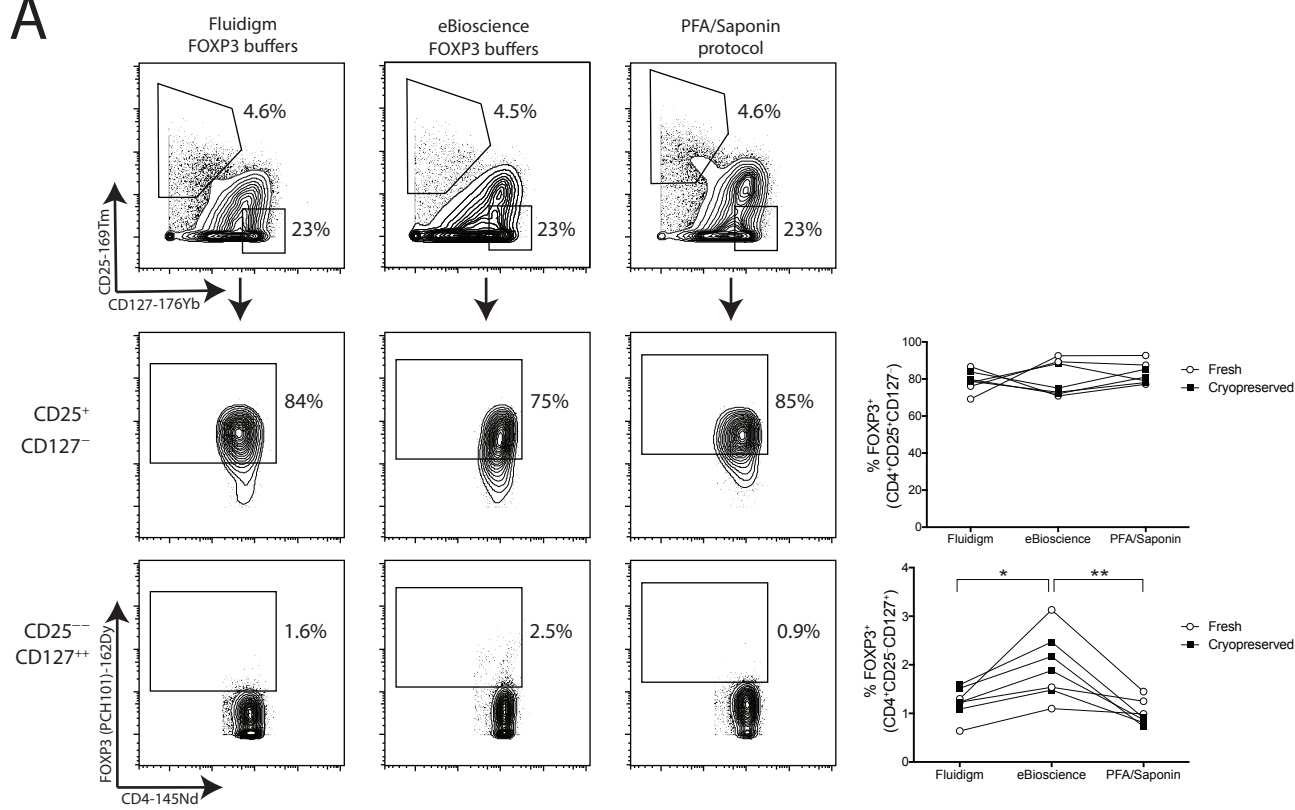 A
Fluidigm
FOXP3 buffers
eBioscience
FOXP3 buffers
PFA/Saponin
protocol
4.6%
4.5%
4.6%
23%
23%
23%
CD25-169Tm
CD127-176Yb
CD25⁺
CD127⁻
84%
75%
85%
% FOXP3⁺
(CD4⁺CD25⁺CD127⁻)
100
80
60
40
20
0
Fluidigm
eBioscience
PFA/Saponin
Fresh
Cryopreserved
CD25⁻⁻
CD127⁺⁺
1.6%
2.5%
0.9%
FOXP3 (PCH101)-162Dy
CD4-145Nd
% FOXP3⁺
(CD4⁺CD25⁻CD127⁺)
4
3
2
1
0
*
**
Fluidigm
eBioscience
PFA/Saponin
Fresh
Cryopreserved